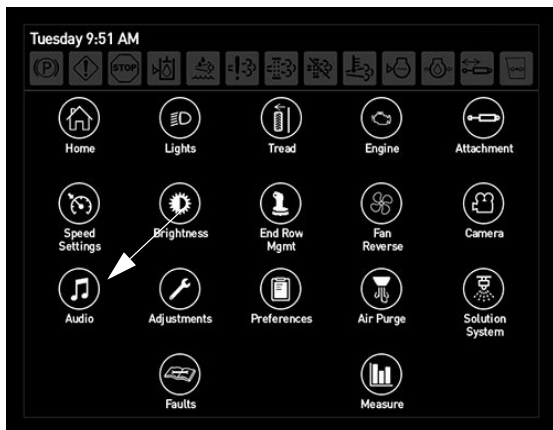 Tuesday 9:51 AM
P
STOP
Home Lights Tread Engine Attachment
Speed Brightness End Row Fan Camera
Settings Mgmt Reverse
Audio Adjustments Preferences Air Purge Solution
System
Faults Measure